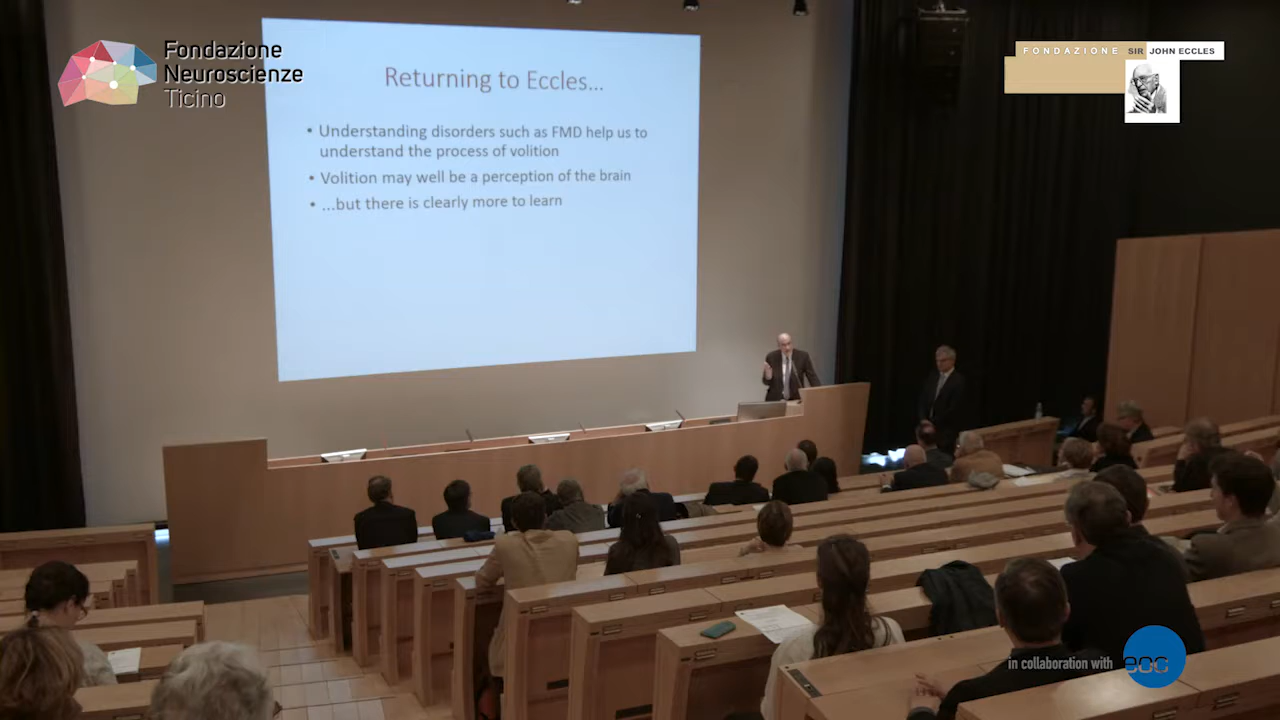 Fondazione
Neuroscienze
Ticino
FONDAZIONE SIR JOHN ECCLES
Returning to Eccles...
• Understanding disorders such as FMD help us to
understand the process of volition
• Volition may well be a perception of the brain
• ...but there is clearly more to learn
in collaboration with eoc